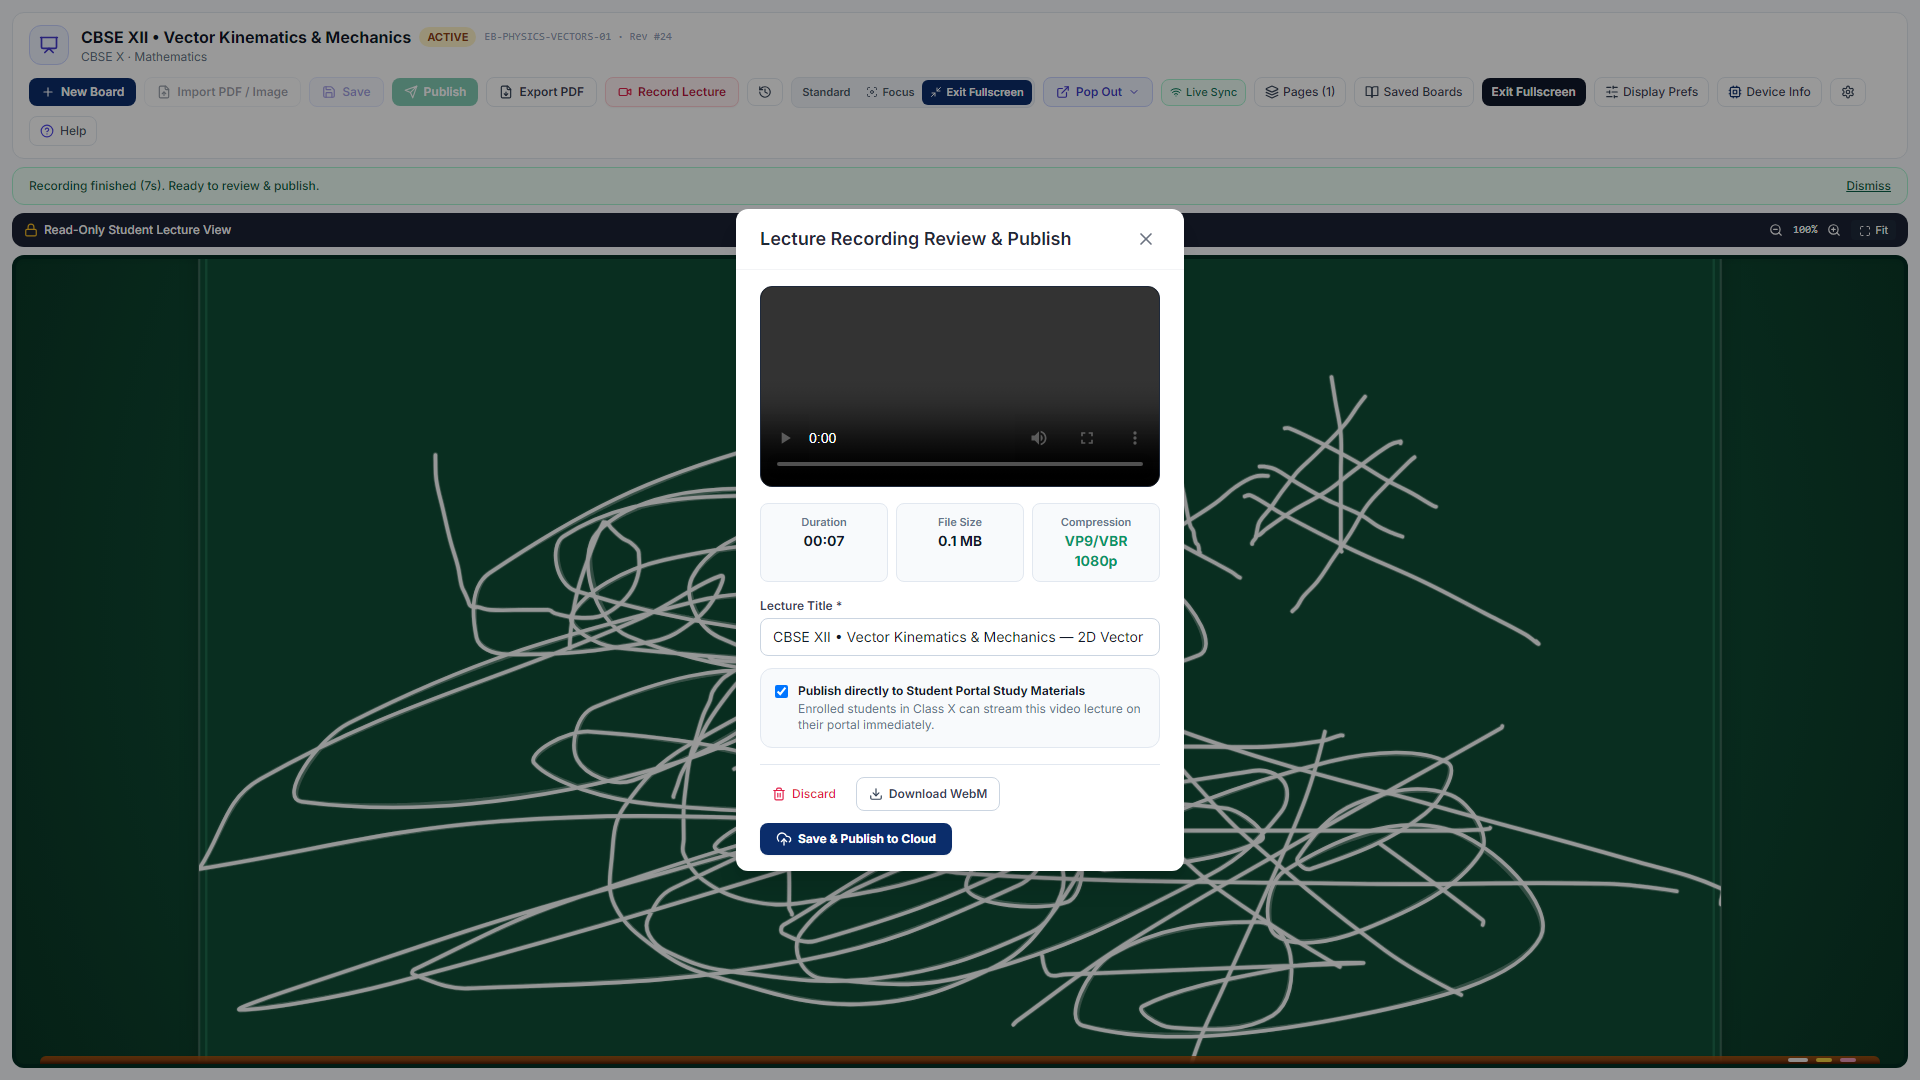 CBSE XII • Vector Kinematics & Mechanics ACTIVE EB-PHYSICS-VECTORS-01 · Rev #24
CBSE X · Mathematics
New Board Import PDF / Image Save Publish Export PDF Record Lecture Standard Focus Exit Fullscreen Pop Out Live Sync Pages (1) Saved Boards Exit Fullscreen Display Prefs Device Info
Help
Recording finished (7s). Ready to review & publish. Dismiss
Read-Only Student Lecture View 100% Fit
Lecture Recording Review & Publish
0:00
Duration File Size Compression
00:07 0.1 MB VP9/VBR
1080p
Lecture Title *
CBSE XII • Vector Kinematics & Mechanics — 2D Vector
Publish directly to Student Portal Study Materials
Enrolled students in Class X can stream this video lecture on
their portal immediately.
Discard Download WebM
Save & Publish to Cloud